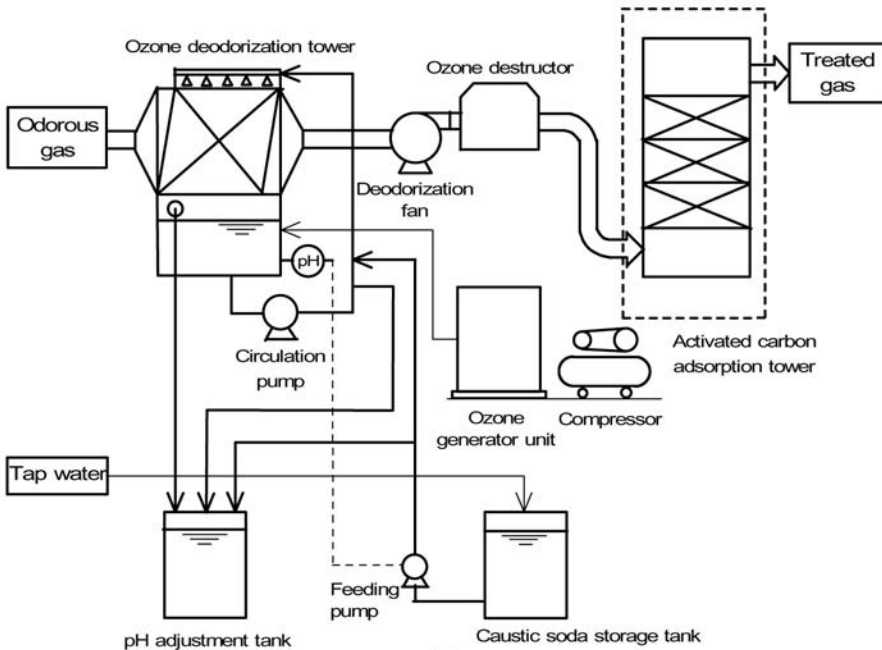 Ozone deodorization tower
Ozone destructor
Treated
gas
Odorous
gas
Deodorization
fan
pH
Circulation
pump
Activated carbon
adsorption tower
Ozone
generator unit
Compressor
Tap water
Feeding
pump
pH adjustment tank
Caustic soda storage tank